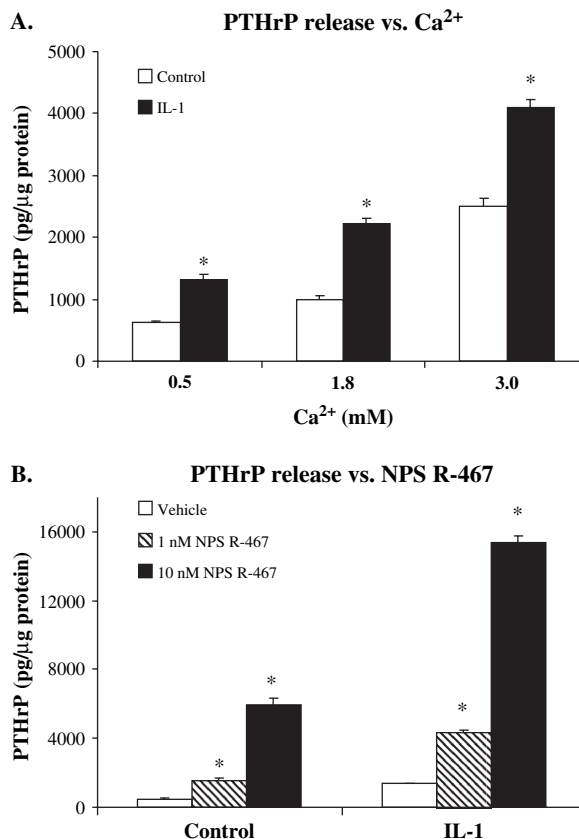 A.
PTHrP release vs. Ca²⁺
5000
4000
3000
2000
1000
0
PTHrP (pg/µg protein)
Control
IL-1
*
*
*
0.5
1.8
3.0
Ca²⁺ (mM)
B.
PTHrP release vs. NPS R-467
16000
12000
8000
4000
0
PTHrP (pg/µg protein)
Vehicle
1 nM NPS R-467
10 nM NPS R-467
*
*
*
*
Control
IL-1